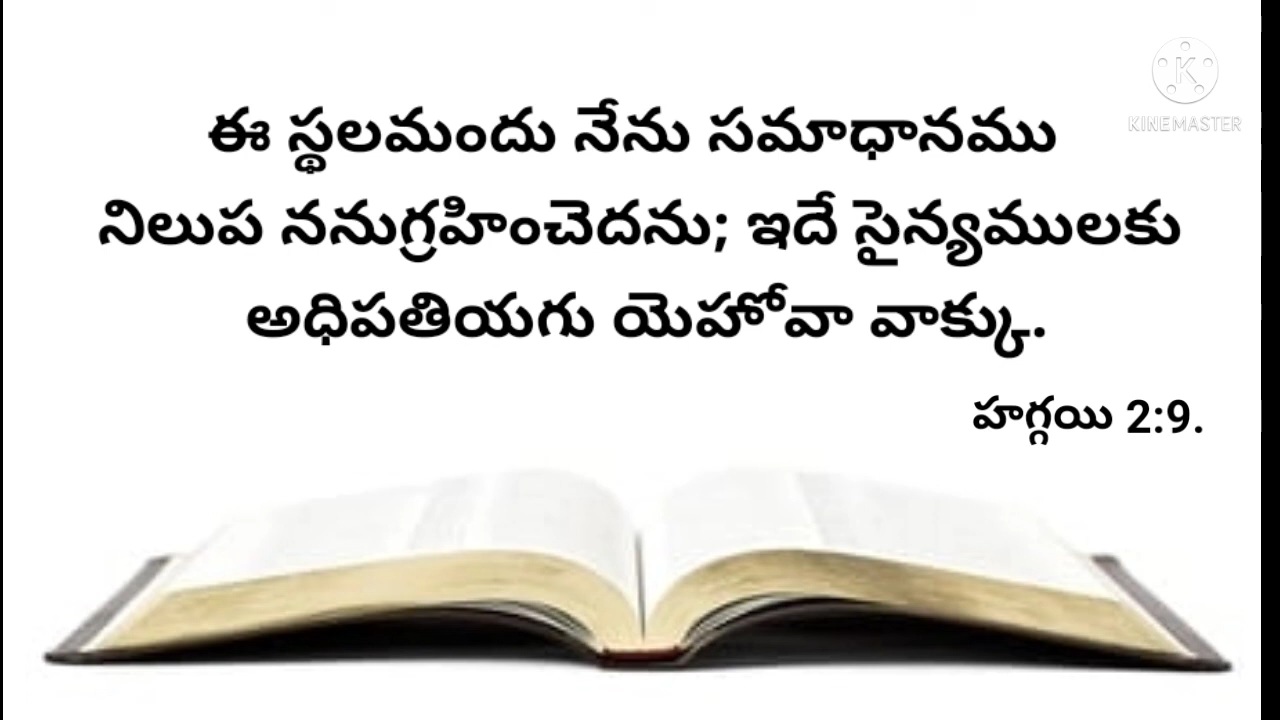 KINEMASTER
ఈ స్థలమందు నేను సమాధానము
నిలుప ననుగ్రహించెదను; ఇదే సైన్యములకు
అధిపతియగు యెహోవా వాక్కు.
హగ్గయి 2:9.